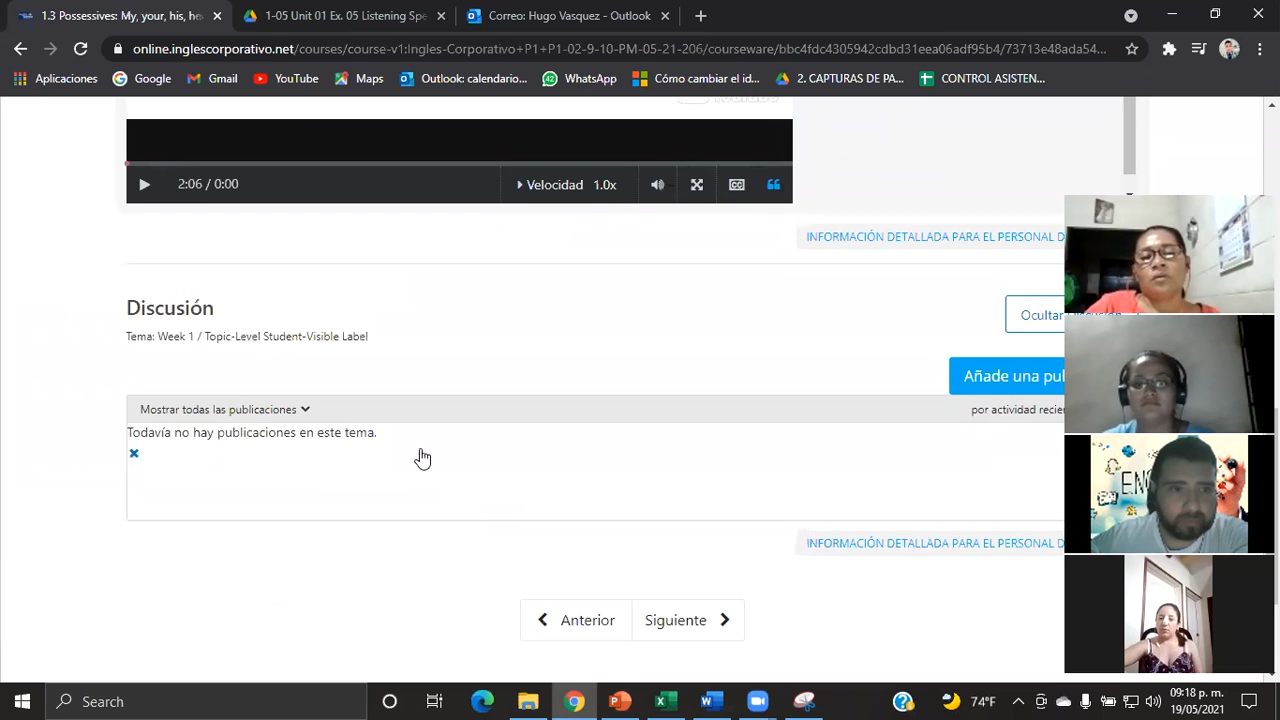 1.3 Possessives: My, your, his, he
1-05 Unit 01 Ex. 05 Listening Spe
Correo: Hugo Vasquez - Outlook
online.inglescorporativo.net/courses/course-v1:Ingles-Corporativo+P1+P1-02-9-10-PM-05-21-206/courseware/bbc4fdc4305942cdbd31eea06adf95b4/73713e48ada54...
Aplicaciones
Google
Gmail
YouTube
Maps
Outlook: calendario...
WhatsApp
Cómo cambiar el id...
2. CAPTURAS DE PA...
CONTROL ASISTEN...
2:06 / 0:00
Velocidad 1.0x
INFORMACIÓN DETALLADA PARA EL PERSONAL D
Discusión
Ocultar
Tema: Week 1 / Topic-Level Student-Visible Label
Añade una pul
Mostrar todas las publicaciones
por actividad recie
Todavía no hay publicaciones en este tema.
INFORMACIÓN DETALLADA PARA EL PERSONAL D
Anterior
Siguiente
Search
74°F
09:18 p. m.
19/05/2021